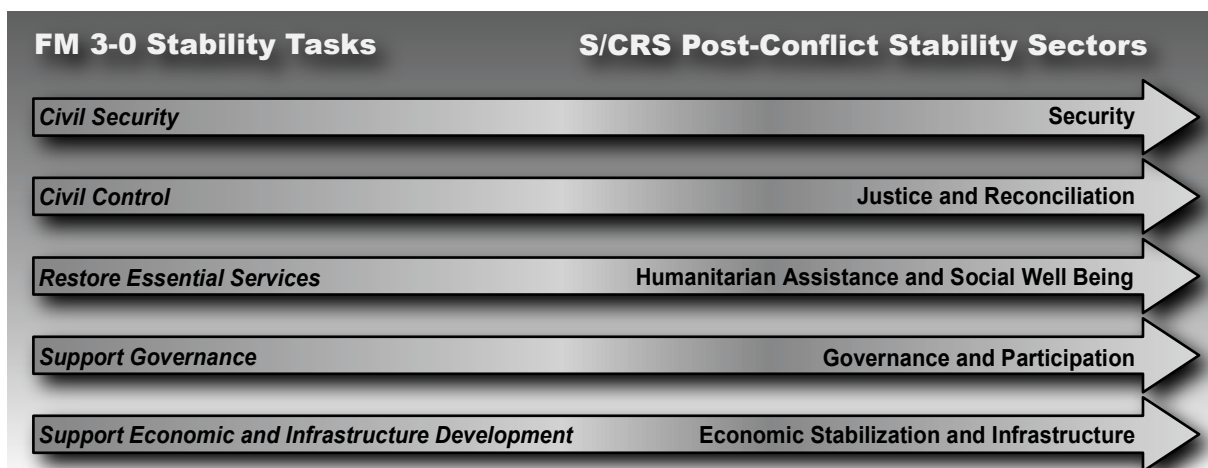 FM 3-0 Stability Tasks S/CRS Post-Conflict Stability Sectors
Civil Security Security
Civil Control Justice and Reconciliation
Restore Essential Services Humanitarian Assistance and Social Well Being
Support Governance Governance and Participation
Support Economic and Infrastructure Development Economic Stabilization and Infrastructure